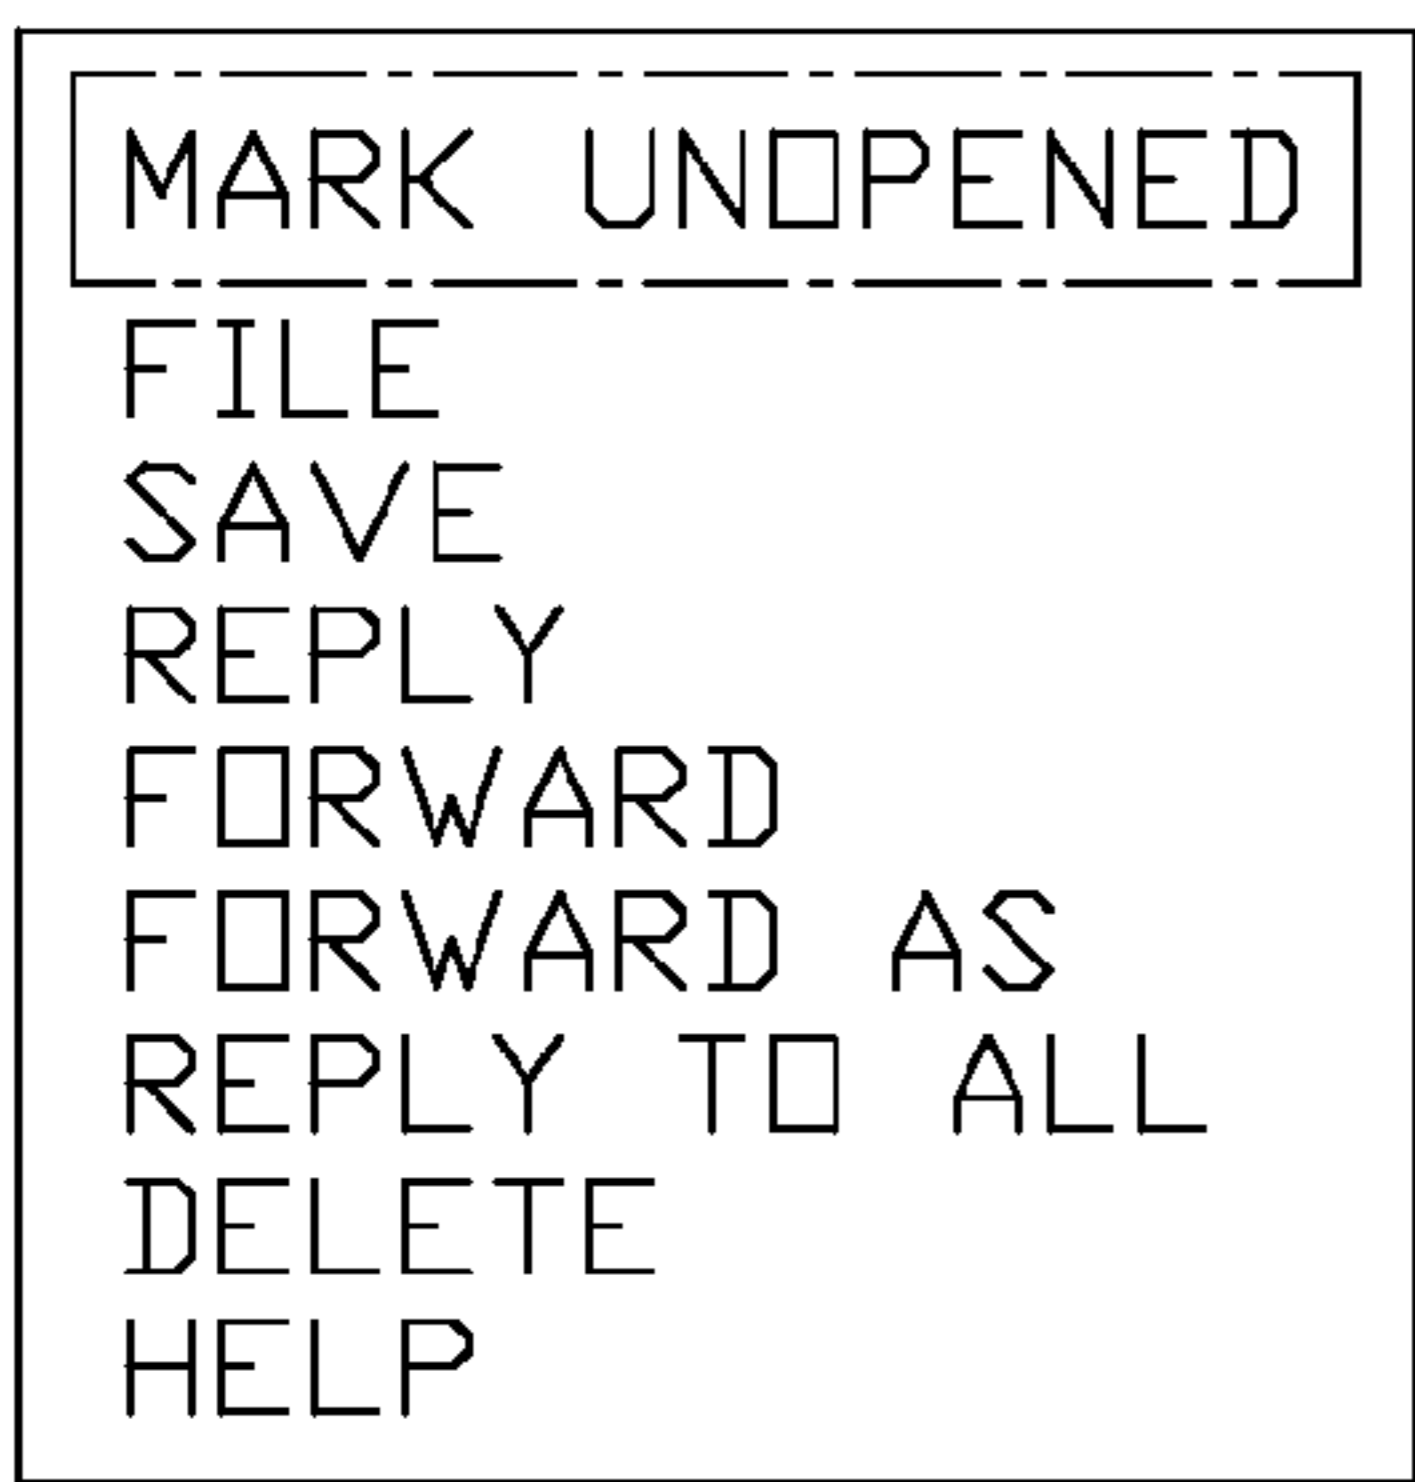 MARK UNOPENED
FILE
SAVE
REPLY
FORWARD
FORWARD AS
REPLY TO ALL
DELETE
HELP